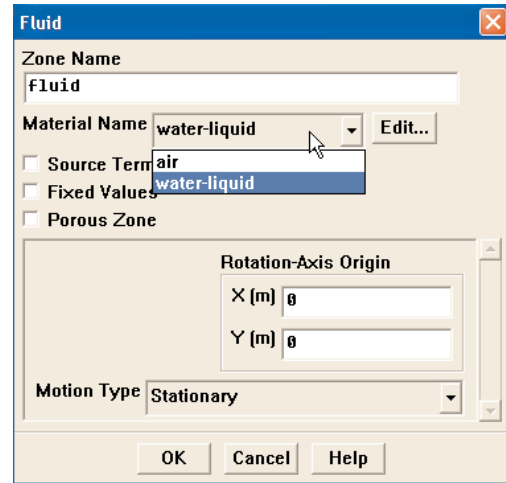 Fluid
Zone Name
fluid
Material Name water-liquid Edit...
Source Term air
water-liquid
Fixed Values
Porous Zone
Rotation-Axis Origin
X (m) 0
Y (m) 0
Motion Type Stationary
OK Cancel Help